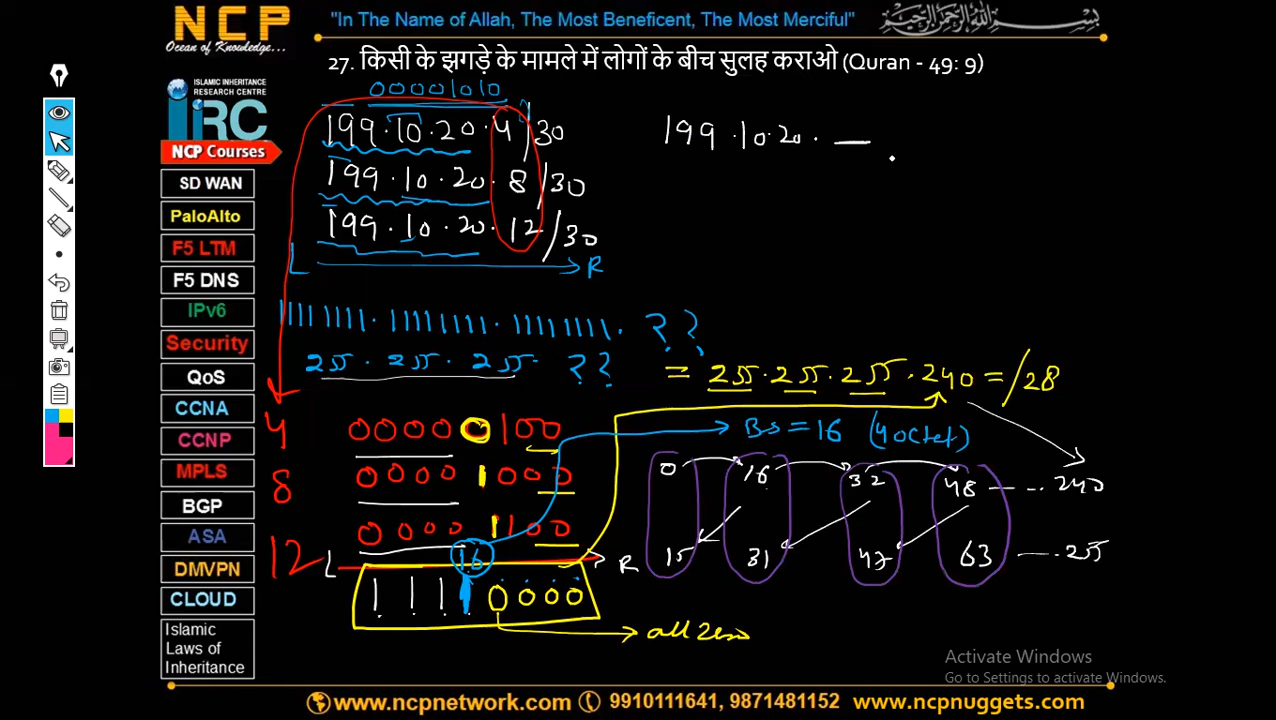 NCP
Ocean of Knowledge...
"In The Name of Allah, The Most Beneficent, The Most Merciful"
27. किसी के झगड़े के मामले में लोगों के बीच सुलह कराओ (Quran - 49: 9)
ISLAMIC INHERITANCE
RESEARCH CENTRE
IRC
NCP Courses
SD WAN
PaloAlto
F5 LTM
F5 DNS
IPv6
Security
QoS
CCNA
CCNP
MPLS
BGP
ASA
DMVPN
CLOUD
Islamic
Laws of
Inheritance
00001010
199.10.20.4/30
199.10.20.8/30
199.10.20.12/30
L R
199.10.20.
11111111.11111111.11111111.??
255.255.255.??
= 255.255.255.240 = /28
Bs = 16 (4 octet)
4 00000100
8 00001000
12 00001100
L 16 R
11110000
all zero
0 16 32 48 - .. 240
15 31 47 63 — .. 255
Activate Windows
Go to Settings to activate Windows.
www.ncpnetwork.com 9910111641, 9871481152 www.ncpnuggets.com